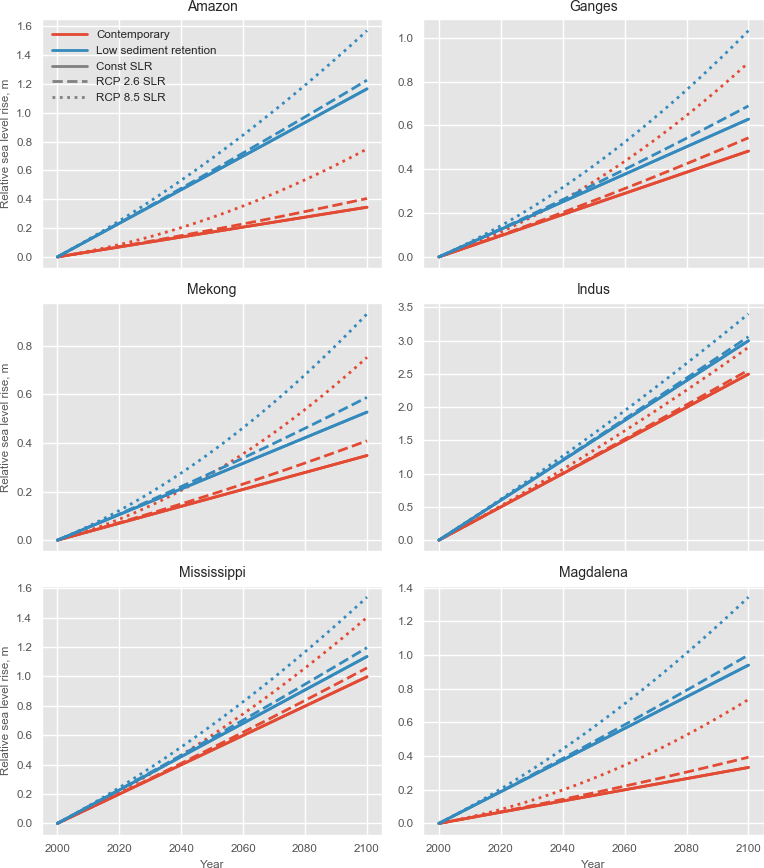 Amazon
Relative sea level rise, m
1.6
1.4
1.2
1.0
0.8
0.6
0.4
0.2
0.0
Contemporary
Low sediment retention
Const SLR
RCP 2.6 SLR
RCP 8.5 SLR
Ganges
1.0
0.8
0.6
0.4
0.2
0.0
Mekong
Relative sea level rise, m
0.8
0.6
0.4
0.2
0.0
Indus
3.5
3.0
2.5
2.0
1.5
1.0
0.5
0.0
Mississippi
Relative sea level rise, m
1.6
1.4
1.2
1.0
0.8
0.6
0.4
0.2
0.0
2000 2020 2040 2060 2080 2100
Year
Magdalena
1.4
1.2
1.0
0.8
0.6
0.4
0.2
0.0
2000 2020 2040 2060 2080 2100
Year